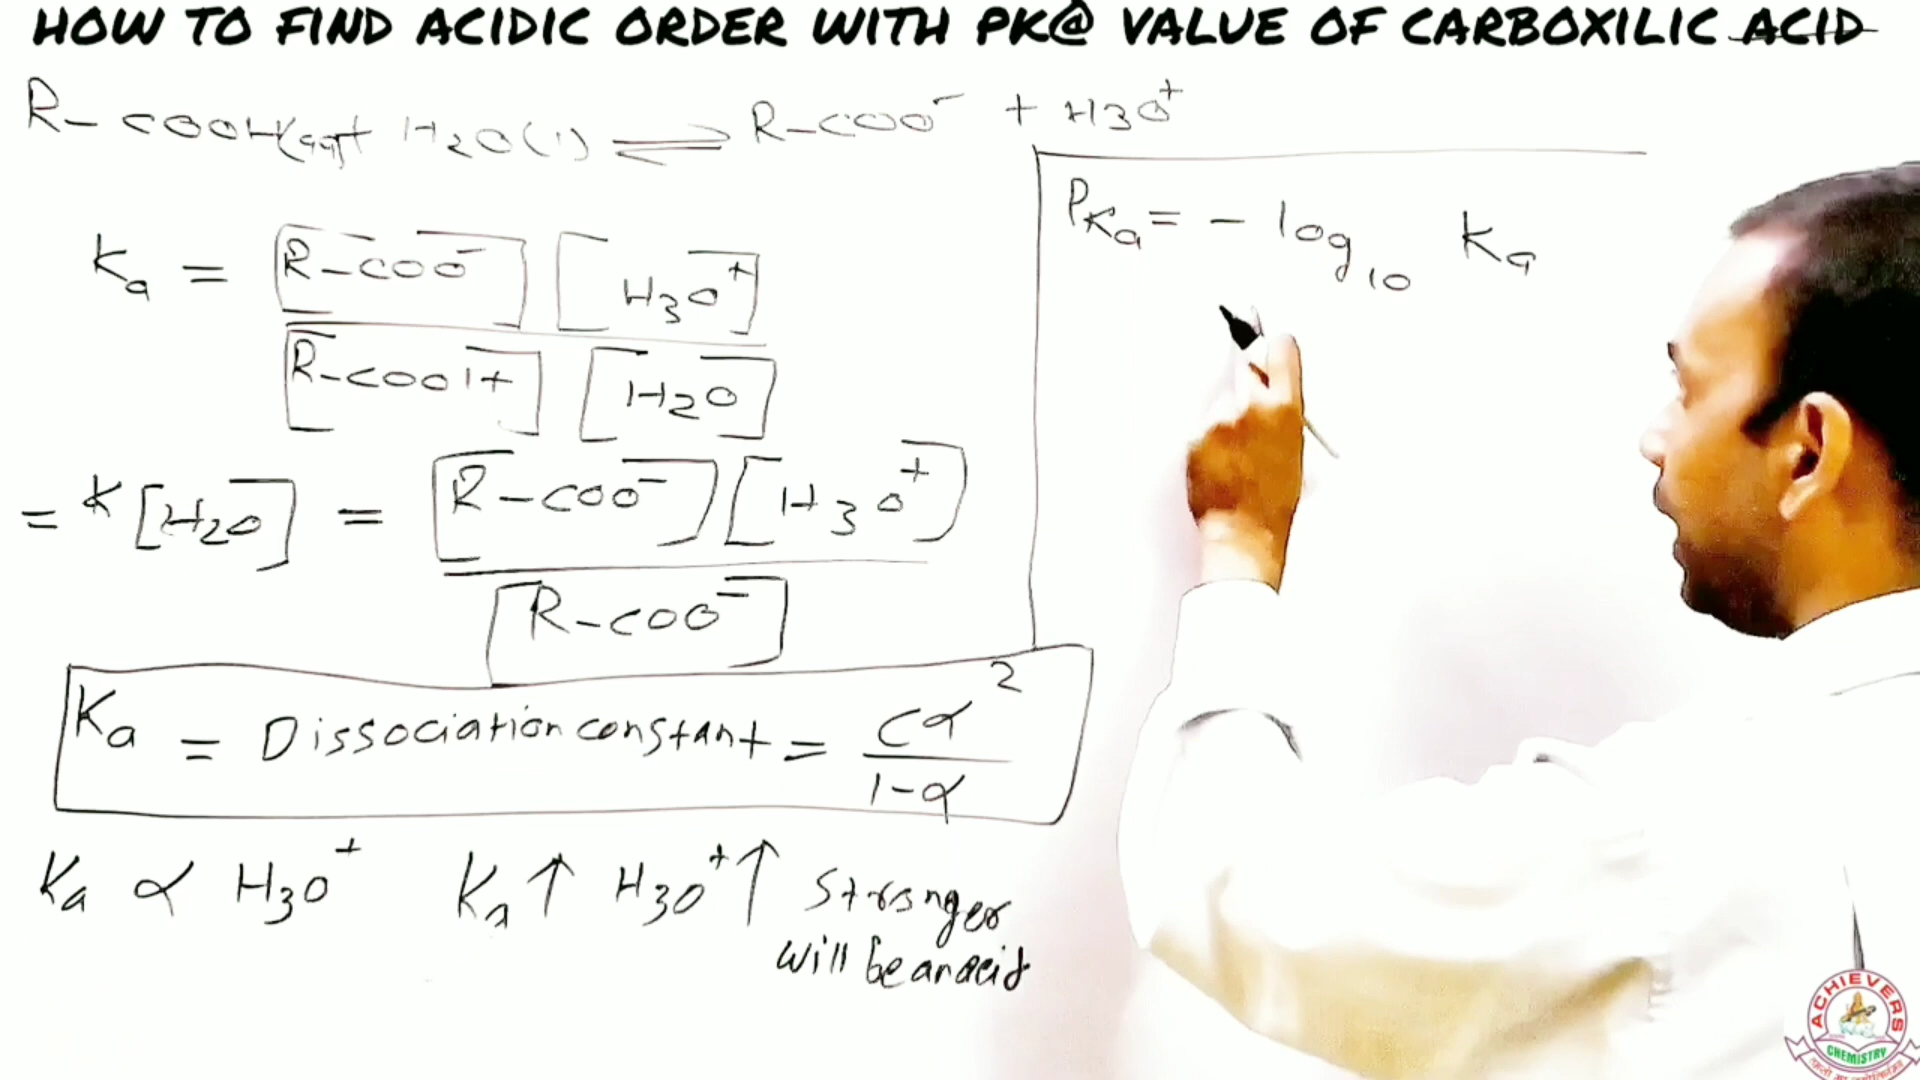 HOW TO FIND ACIDIC ORDER WITH PK@ VALUE OF CARBOXILIC ACID
R-COOH(aq)+ H2O(l) ⇌ R-COO⁻ + H3O⁺
Ka = [R-COO⁻] [H3O⁺]
[R-COOH] [H2O]
= K [H2O] = [R-COO⁻] [H3O⁺]
[R-COO⁻]
Ka = Dissociation constant = Cα²
1-α
Ka ∝ H3O⁺ Ka↑ H3O⁺↑ Stronger
will be an acid
PKa = - log10 Ka
ACHIEVERS
CHEMISTRY